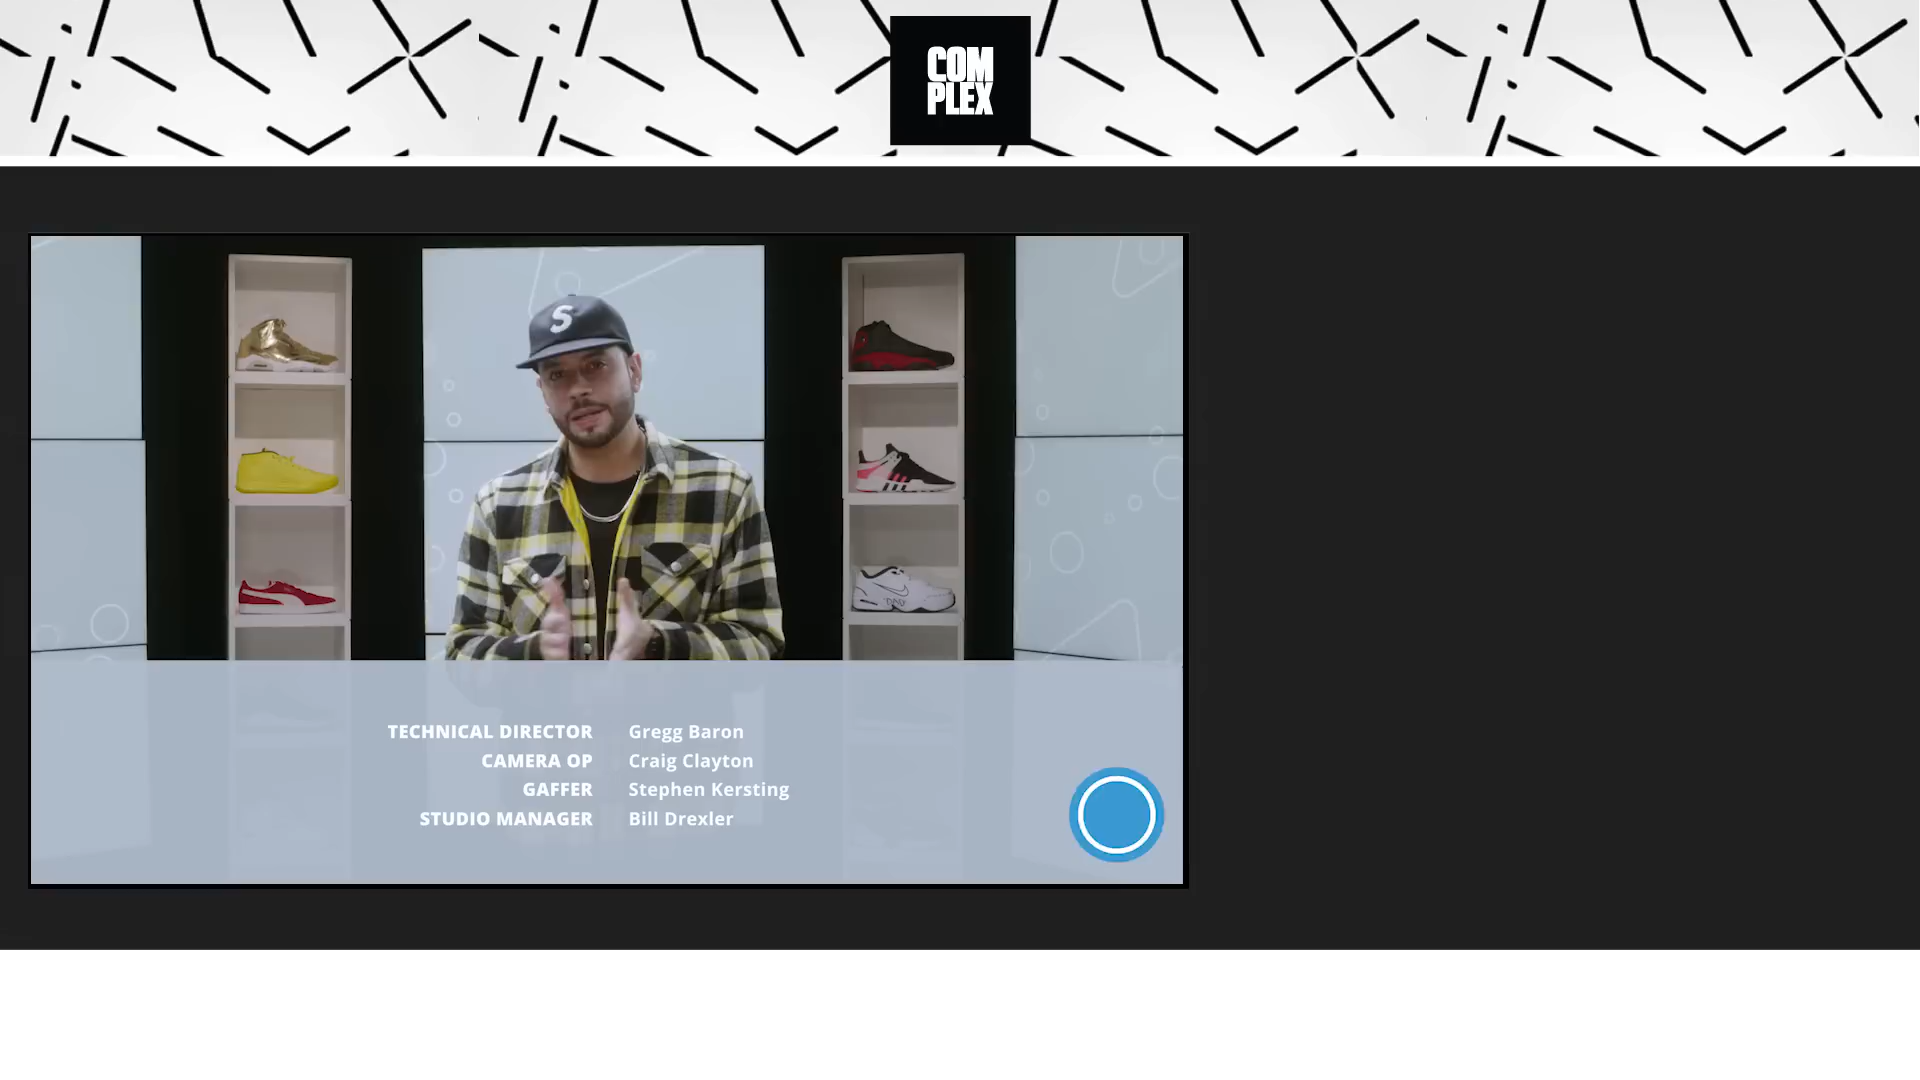 COM
PLEX
S
TECHNICAL DIRECTOR Gregg Baron
CAMERA OP Craig Clayton
GAFFER Stephen Kersting
STUDIO MANAGER Bill Drexler